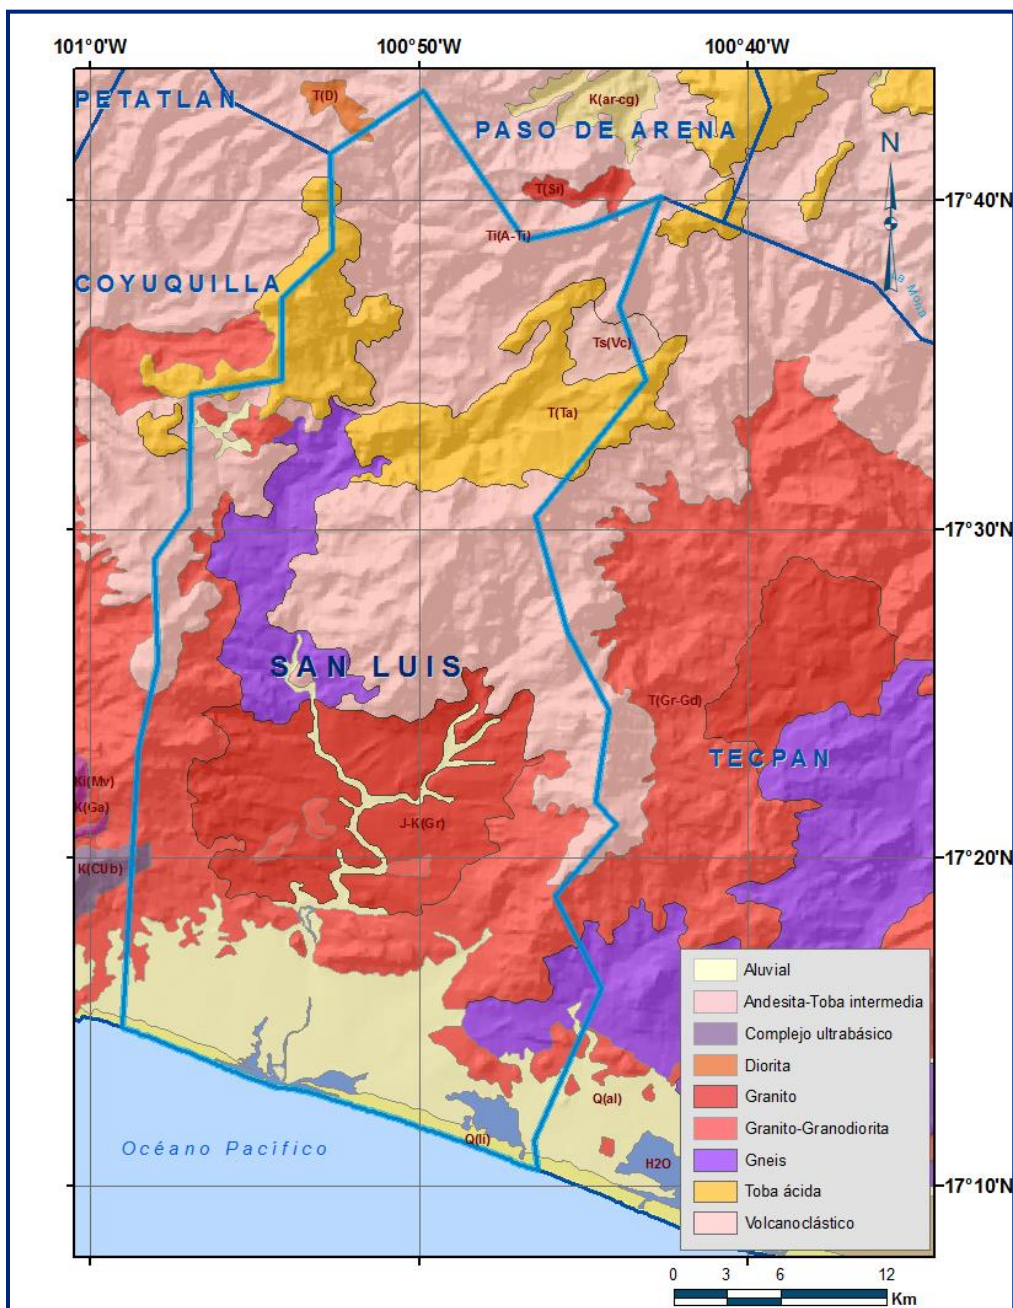 101°0'W 100°50'W 100°40'W
PETATLAN
T(D)
K(ar-cg)
PASO DE ARENA
N
T(Si)
17°40'N
Ti(A-Ti)
COYUQUILLA
La Mona
Ts(Vc)
T(Ta)
17°30'N
SAN LUIS
T(Gr-Gd)
TECPAN
Ki(Mv)
K(Ga)
J-K(Gr)
K(CUb)
17°20'N
Q(al)
Q(li)
Océano Pacífico
H2O
17°10'N
Aluvial
Andesita-Toba intermedia
Complejo ultrabásico
Diorita
Granito
Granito-Granodiorita
Gneis
Toba ácida
Volcanoclástico
0 3 6 12
Km